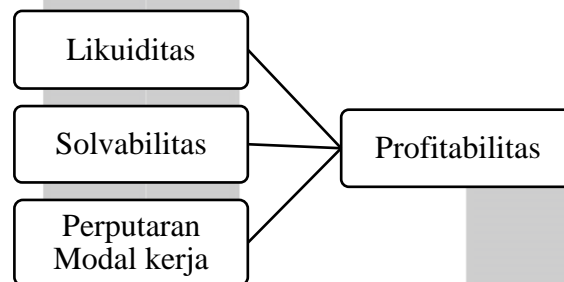 Likuiditas
Solvabilitas
Profitabilitas
Perputaran
Modal kerja